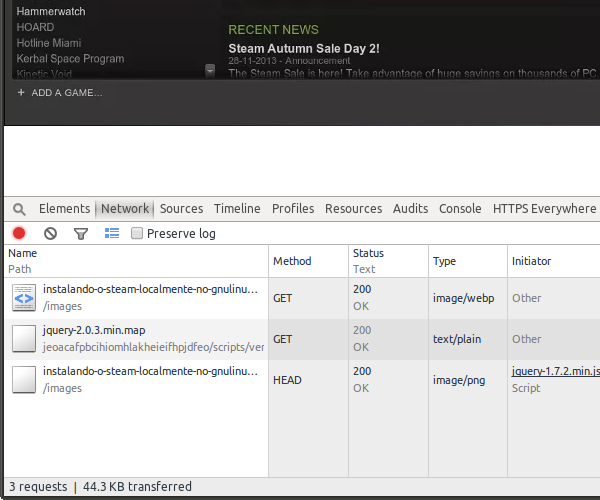 Hammerwatch
HOARD
Hotline Miami
Kerbal Space Program
Kinetic Void
+ ADD A GAME...
RECENT NEWS
Steam Autumn Sale Day 2!
28-11-2013 - Announcement
The Steam Sale is here! Take advantage of huge savings on thousands of PC
Elements Network Sources Timeline Profiles Resources Audits Console HTTPS Everywhere
Preserve log
Name Method Status Type Initiator
Path Text
instalando-o-steam-localmente-no-gnulinu... GET 200 image/webp Other
/images OK
jquery-2.0.3.min.map GET 200 text/plain Other
jeoacafpbcihiomhlakheieifhpjdfeo/scripts/ver OK
instalando-o-steam-localmente-no-gnulinu... HEAD 200 image/png jquery-1.7.2.min.js
/images OK Script
3 requests | 44.3 KB transferred